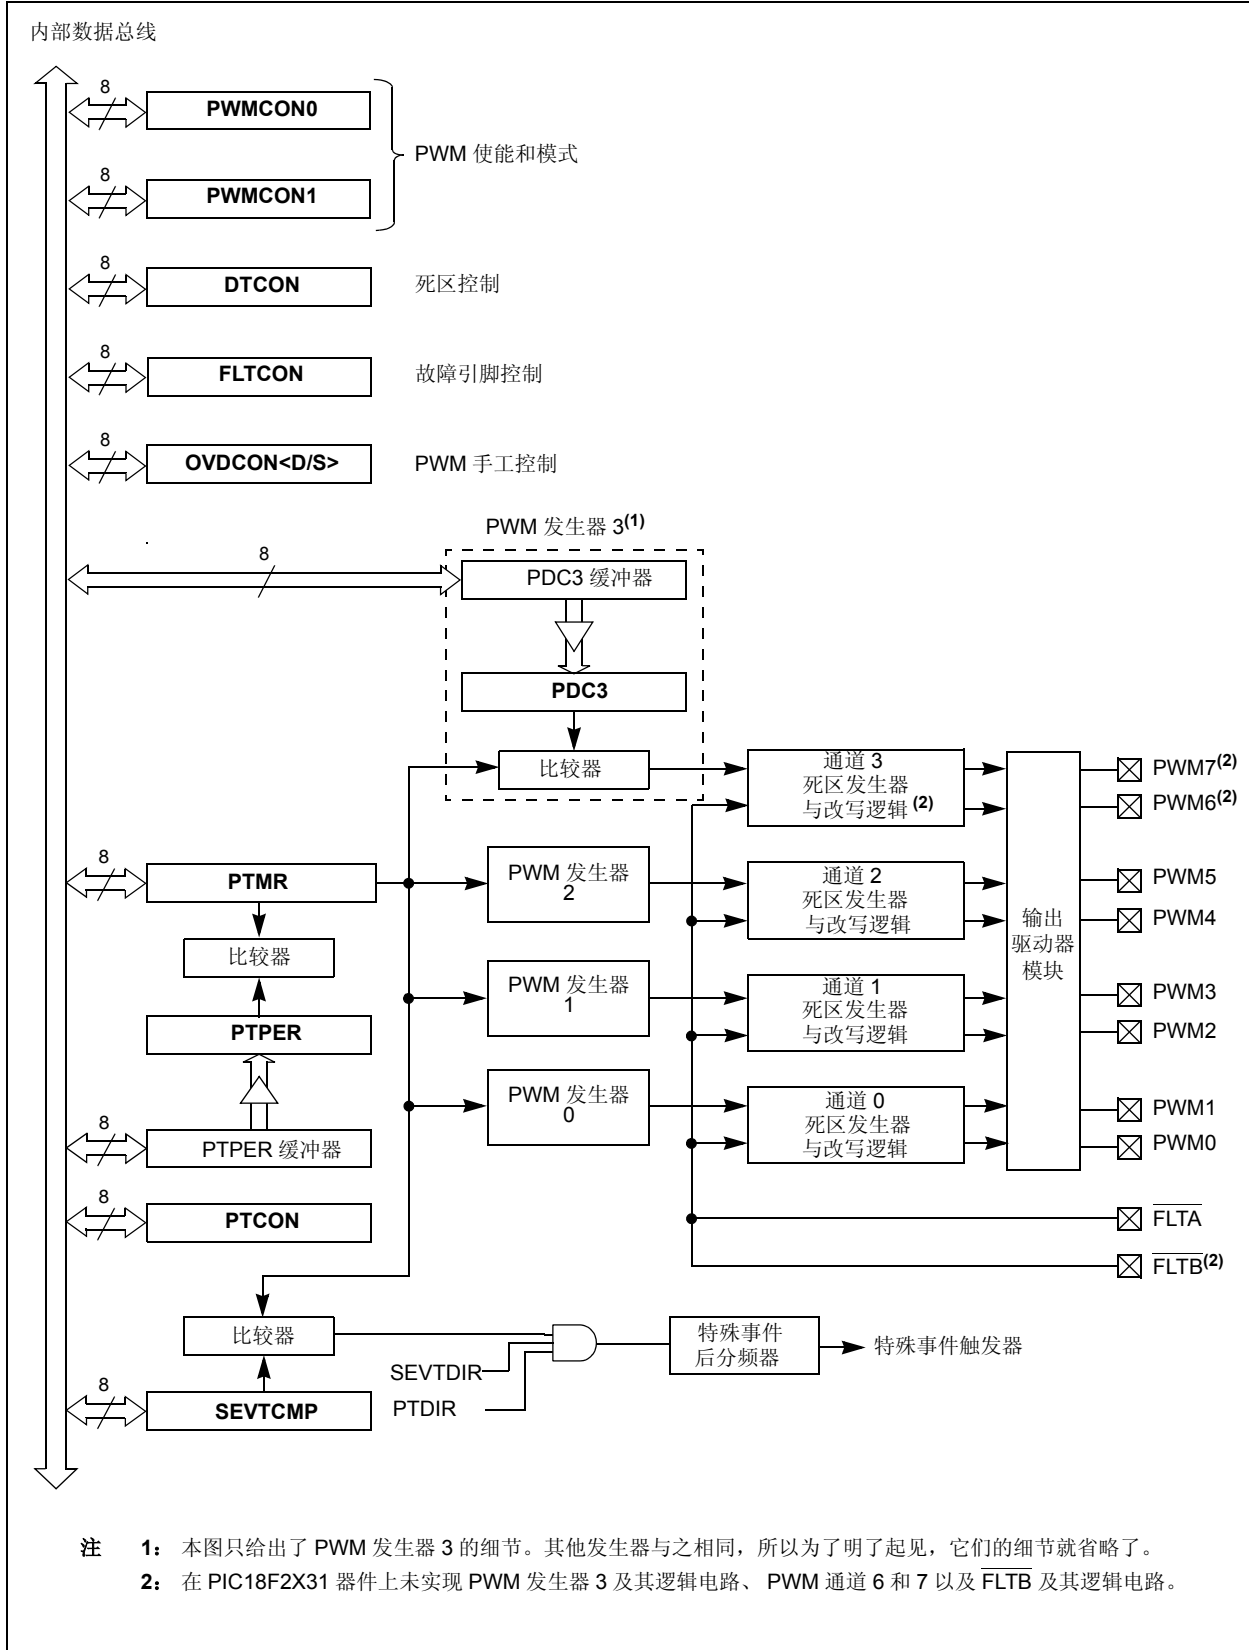 内部数据总线
8
PWMCON0
PWM 使能和模式
8
PWMCON1
8
DTCON
死区控制
8
FLTCON
故障引脚控制
8
OVDCON<D/S>
PWM 手工控制
PWM 发生器 3(1)
8
PDC3 缓冲器
PDC3
比较器
通道 3
死区发生器
与改写逻辑 (2)
PWM7(2)
PWM6(2)
8
PTMR
PWM 发生器
2
通道 2
死区发生器
与改写逻辑
PWM5
PWM4
输出
驱动器
模块
比较器
PWM 发生器
1
通道 1
死区发生器
与改写逻辑
PWM3
PWM2
PTPER
PWM 发生器
0
通道 0
死区发生器
与改写逻辑
PWM1
PWM0
8
PTPER 缓冲器
8
PTCON
FLTA
FLTB(2)
比较器
特殊事件
后分频器
特殊事件触发器
SEVTDIR
8
SEVTCMP
PTDIR
注 1： 本图只给出了 PWM 发生器 3 的细节。其他发生器与之相同，所以为了明了起见，它们的细节就省略了。
2： 在 PIC18F2X31 器件上未实现 PWM 发生器 3 及其逻辑电路、 PWM 通道 6 和 7 以及 FLTB 及其逻辑电路。